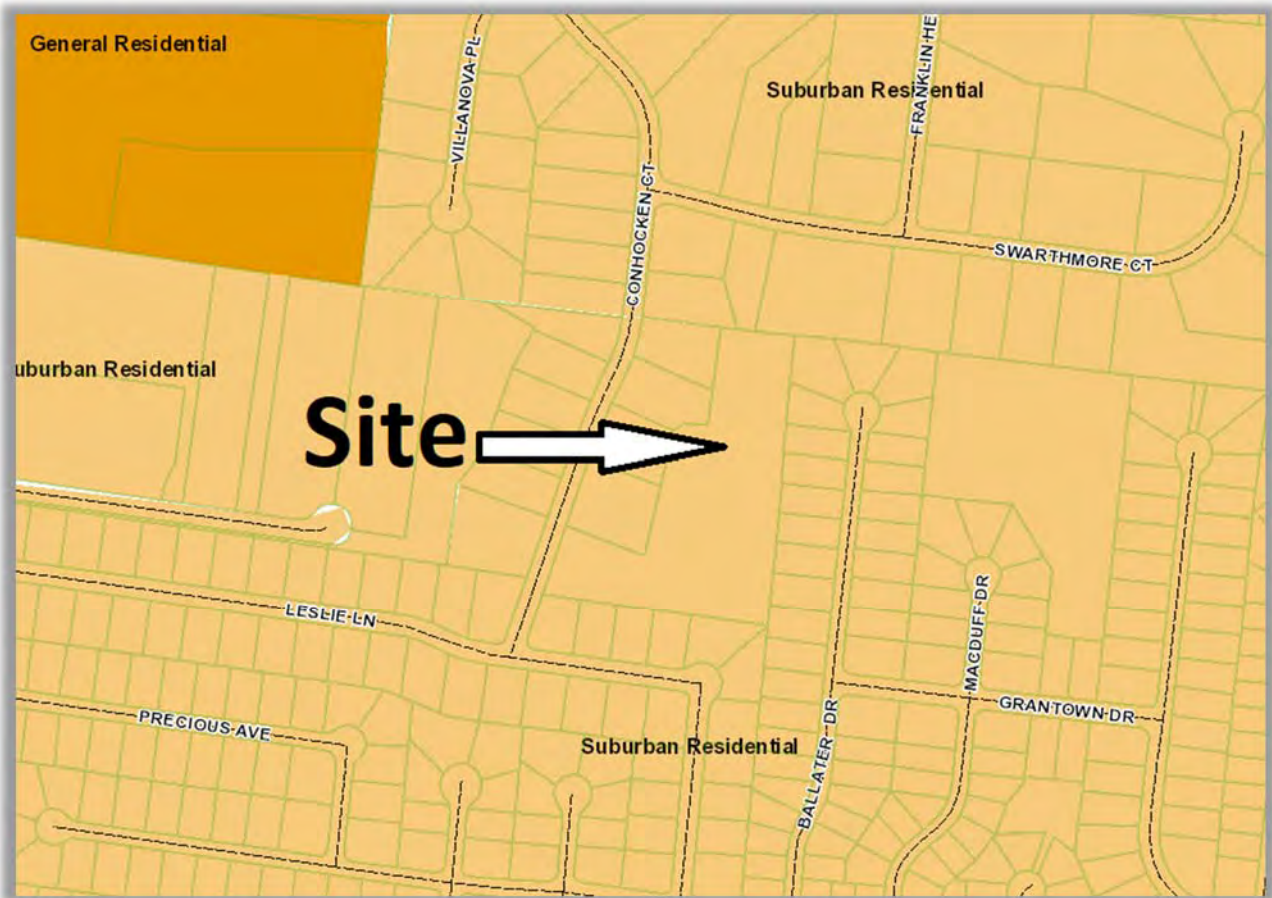 General Residential
VILLANOVA-PL
Suburban Residential
FRANKLIN-HE
CONHOCKEN-CT
SWARTHMORE-CT
uburban Residential
Site
LESLIE-LN
MACDUFF-DR
GRANTOWN-DR
PRECIOUS-AVE
Suburban Residential
BALLATER-DR